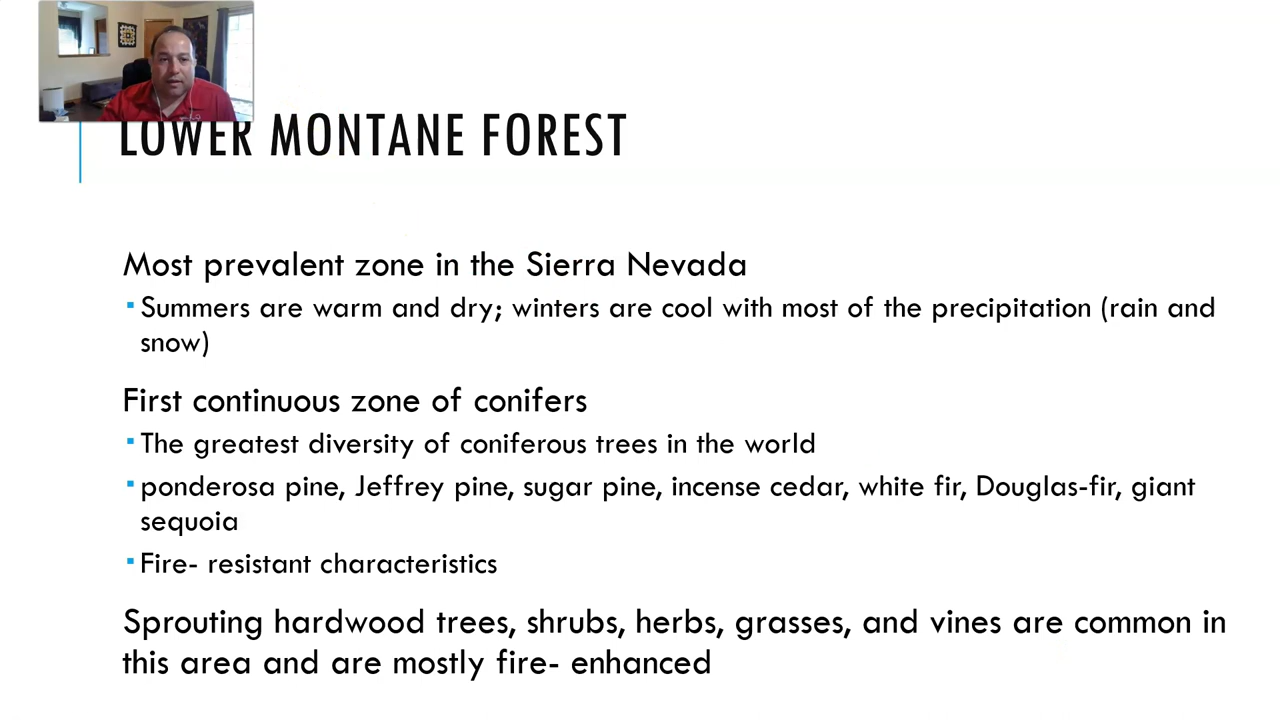 LOWER MONTANE FOREST
Most prevalent zone in the Sierra Nevada
▪ Summers are warm and dry; winters are cool with most of the precipitation (rain and
snow)
First continuous zone of conifers
▪ The greatest diversity of coniferous trees in the world
▪ ponderosa pine, Jeffrey pine, sugar pine, incense cedar, white fir, Douglas-fir, giant
sequoia
▪ Fire- resistant characteristics
Sprouting hardwood trees, shrubs, herbs, grasses, and vines are common in
this area and are mostly fire- enhanced